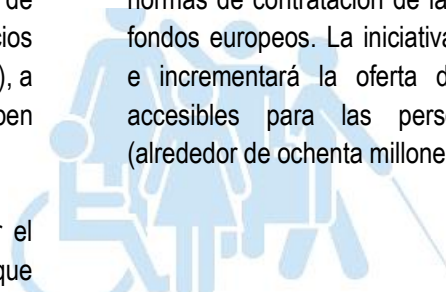 de
cios
), a
ben
r el
que
normas de contratación de la
fondos europeos. La iniciativa
e incrementará la oferta d
accesibles para las perso
(alrededor de ochenta millone